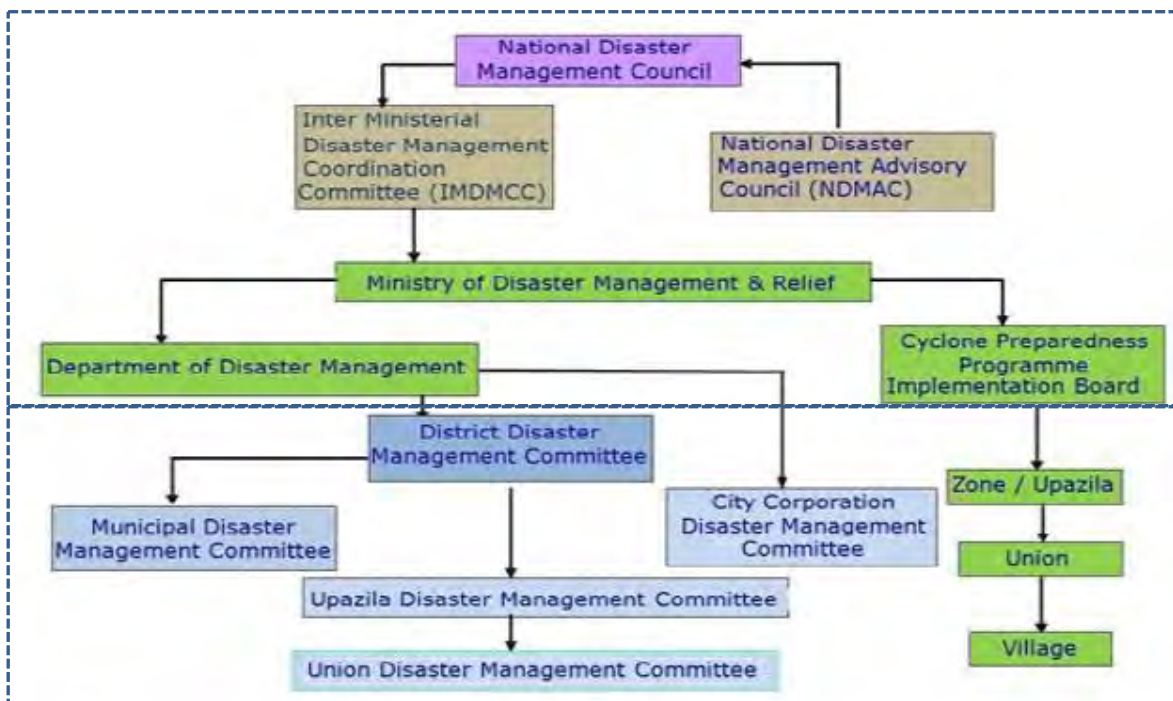 National Disaster
Management Council
Inter Ministerial
Disaster Management
Coordination
Committee (IMDMCC)
National Disaster
Management Advisory
Council (NDMAC)
Ministry of Disaster Management & Relief
Department of Disaster Management
Cyclone Preparedness
Programme
Implementation Board
District Disaster
Management Committee
Municipal Disaster
Management Committee
City Corporation
Disaster Management
Committee
Zone / Upazila
Union
Village
Upazila Disaster Management Committee
Union Disaster Management Committee